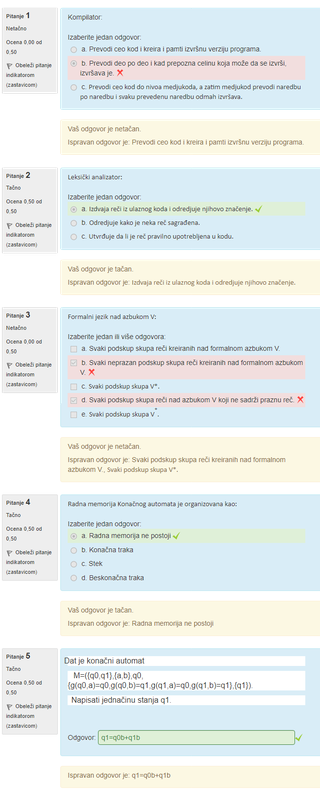 Pitanje 1
Netačno
Ocena 0,00 od
0,50
Obeleži pitanje
indikatorom
(zastavicom)
Kompilator:
Izaberite jedan odgovor:
a. Prevodi ceo kod i kreira i pamti izvršnu verziju programa.
b. Prevodi deo po deo i kad prepozna celinu koja može da se izvrši,
izvršava je.
c. Prevodi ceo kod do nivoa medjukoda, a zatim medjukod prevodi naredbu
po naredbu i svaku prevedenu naredbu odmah izvršava.
Vaš odgovor je netačan.
Ispravan odgovor je: Prevodi ceo kod i kreira i pamti izvršnu verziju programa.
Pitanje 2
Tačno
Ocena 0,50 od
0,50
Obeleži pitanje
indikatorom
(zastavicom)
Leksički analizator:
Izaberite jedan odgovor:
a. Izdvaja reči iz ulaznog koda i odredjuje njihovo značenje.
b. Odredjuje kako je neka reč sagrađena.
c. Utvrđuje da li je reč pravilno upotrebljena u kodu.
Vaš odgovor je tačan.
Ispravan odgovor je: Izdvaja reči iz ulaznog koda i odredjuje njihovo značenje.
Pitanje 3
Netačno
Ocena 0,00 od
0,50
Obeleži pitanje
indikatorom
(zastavicom)
Formalni jezik nad azbukom V:
Izaberite jedan ili više odgovora:
a. Svaki podskup skupa reči kreiranih nad formalnom azbukom V.
b. Svaki neprazan podskup skupa reči kreiranih nad formalnom azbukom
V.
c. Svaki podskup skupa V*.
d. Svaki podskup skupa reči nad azbukom V koji ne sadrži praznu reč.
e. Svaki podskup skupa V
Vaš odgovor je netačan.
Ispravan odgovor je: Svaki podskup skupa reči kreiranih nad formalnom
azbukom V., Svaki podskup skupa V*.
Pitanje 4
Tačno
Ocena 0,50 od
0,50
Obeleži pitanje
indikatorom
(zastavicom)
Radna memorija Konačnog automata je organizovana kao:
Izaberite jedan odgovor:
a. Radna memorija ne postoji
b. Konačna traka
c. Stek
d. Beskonačna traka
Vaš odgovor je tačan.
Ispravan odgovor je: Radna memorija ne postoji
Pitanje 5
Tačno
Ocena 0,50 od
0,50
Obeleži pitanje
indikatorom
(zastavicom)
Dat je konačni automat
M=({q0,q1},{a,b},q0,
{g(q0,a)=q0,g(q0,b)=q1,g(q1,a)=q0,g(q1,b)=q1},{q1}).
Napisati jednačinu stanja q1.
Odgovor: q1=q0b+q1b
Ispravan odgovor je: q1=q0b+q1b